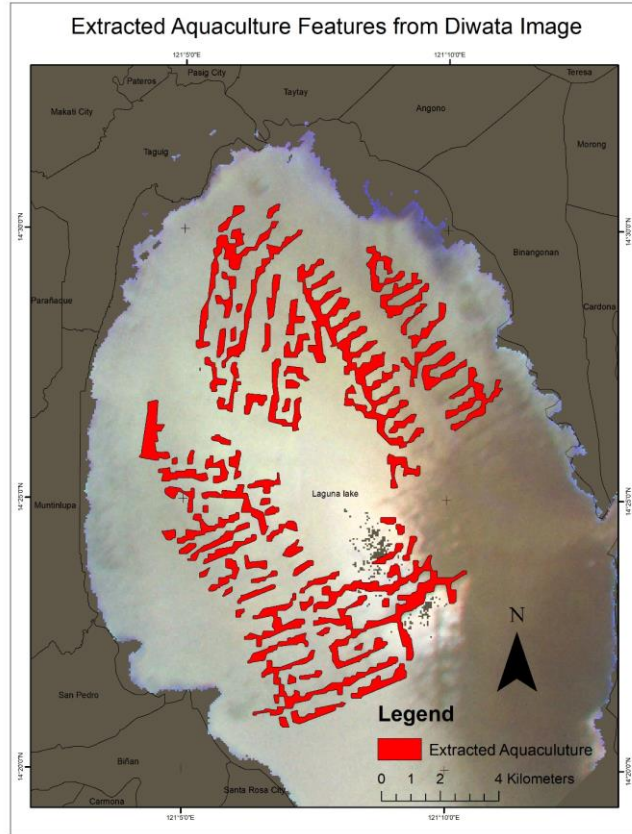 Extracted Aquaculture Features from Diwata Image
121°5'0"E 121°10'0"E
Pateros Pasig City Teresa
Makati City Taytay Angono
Taguig Morong
14°30'0"N 14°30'0"N
Binangonan
Parañaque Cardona
Laguna lake
Muntinlupa
14°25'0"N 14°25'0"N
N
San Pedro
Legend
Extracted Aquaculuture
Biñan
0 1 2 4 Kilometers
14°20'0"N 14°20'0"N
Santa Rosa City
Carmona
121°5'0"E 121°10'0"E